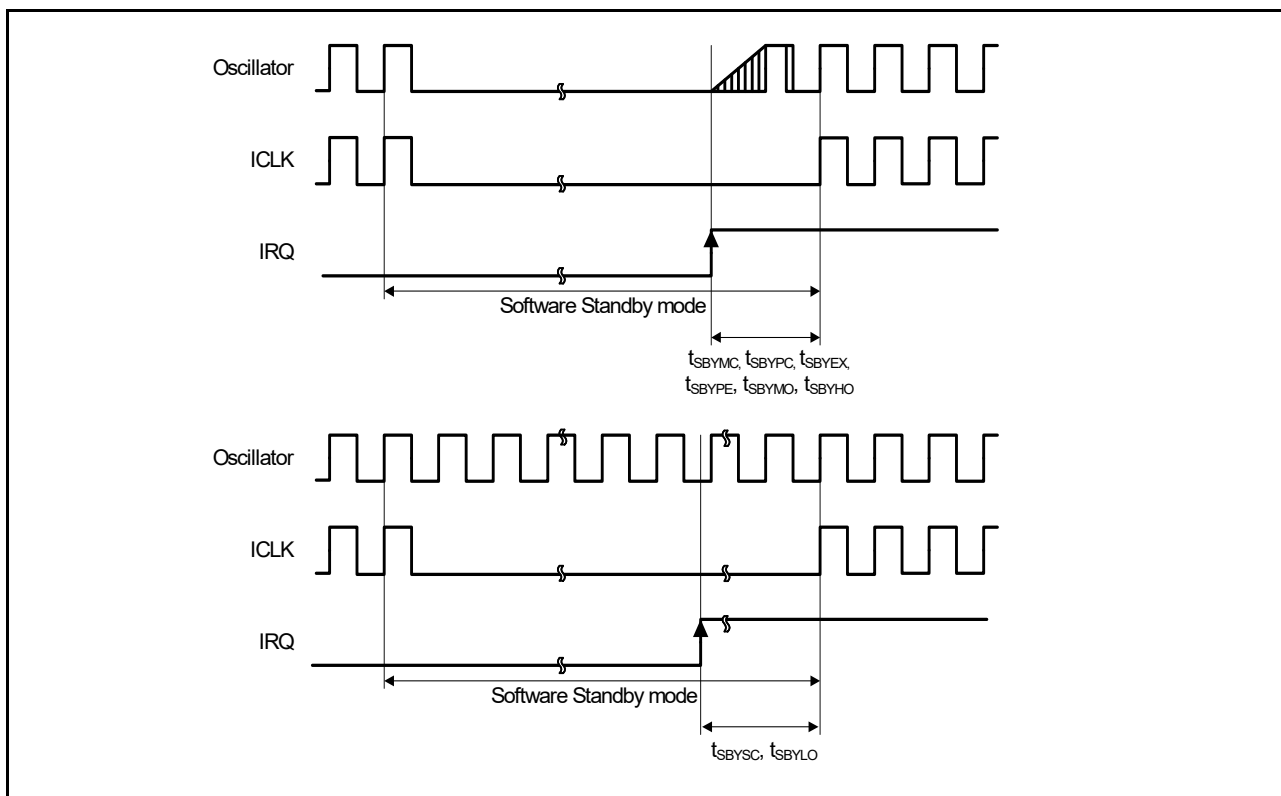 Oscillator
ICLK
IRQ
Software Standby mode
tSBYMC, tSBYPC, tSBYEX,
tSBYPE, tSBYMO, tSBYHO
Oscillator
ICLK
IRQ
Software Standby mode
tSBYSC, tSBYLO